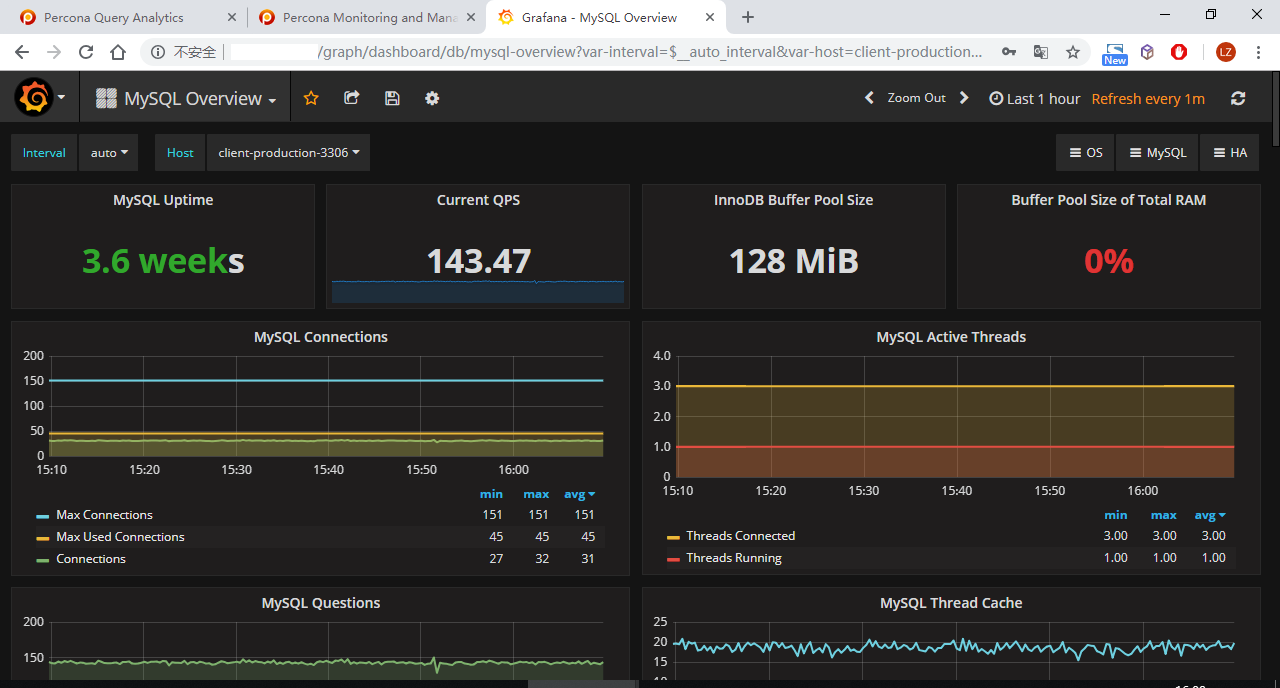 Percona Query Analytics
Percona Monitoring and Mana
Grafana - MySQL Overview
不安全
/graph/dashboard/db/mysql-overview?var-interval=$__auto_interval&var-host=client-production...
New
LZ
MySQL Overview
Zoom Out
Last 1 hour
Refresh every 1m
Interval
auto
Host
client-production-3306
OS
MySQL
HA
MySQL Uptime
Current QPS
InnoDB Buffer Pool Size
Buffer Pool Size of Total RAM
3.6 weeks
143.47
128 MiB
0%
MySQL Connections
200
150
100
50
0
15:10 15:20 15:30 15:40 15:50 16:00
min max avg
Max Connections 151 151 151
Max Used Connections 45 45 45
Connections 27 32 31
MySQL Active Threads
4.0
3.0
2.0
1.0
0
15:10 15:20 15:30 15:40 15:50 16:00
min max avg
Threads Connected 3.00 3.00 3.00
Threads Running 1.00 1.00 1.00
MySQL Questions
200
150
MySQL Thread Cache
25
20
15